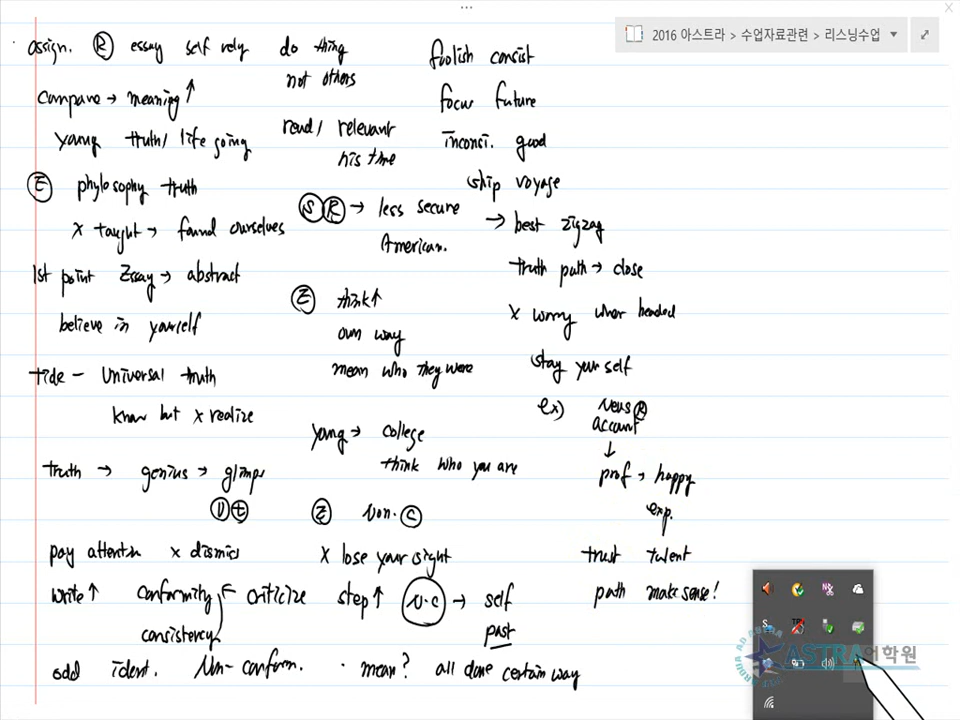 2016 아스트라 > 수업자료관련 > 리스닝수업
assign. Ⓡ essay self rely
compare → meaning ↑
young truth / life going
Ⓔ phylosophy truth
x taught → found ourselves
1st point Essay → abstract
believe in yourself
tide - Universal truth
know but x realize
truth → genius → glimps
Ⓤ ⓣ
pay attention x dismis
write ↑ conformity criticize
consistency
odd ident. Non-conform.
do thing
not others
read / relevant
his time
Ⓢ Ⓡ → less secure
American.
Ⓔ think ↑
own way
mean who they were
young → college
think who you are
② Non. Ⓒ
x lose your sight
step ↑ N.C → self
past
· mean? all done certain way
foolish consist
focus future
inconsi. good
ship voyage
→ best zigzag
truth path → close
x worry wher headed
stay your self
ex) News Ⓡ
account
↓
prof → happy
exp.
trust talent
path make sense!
ASTRA어학원